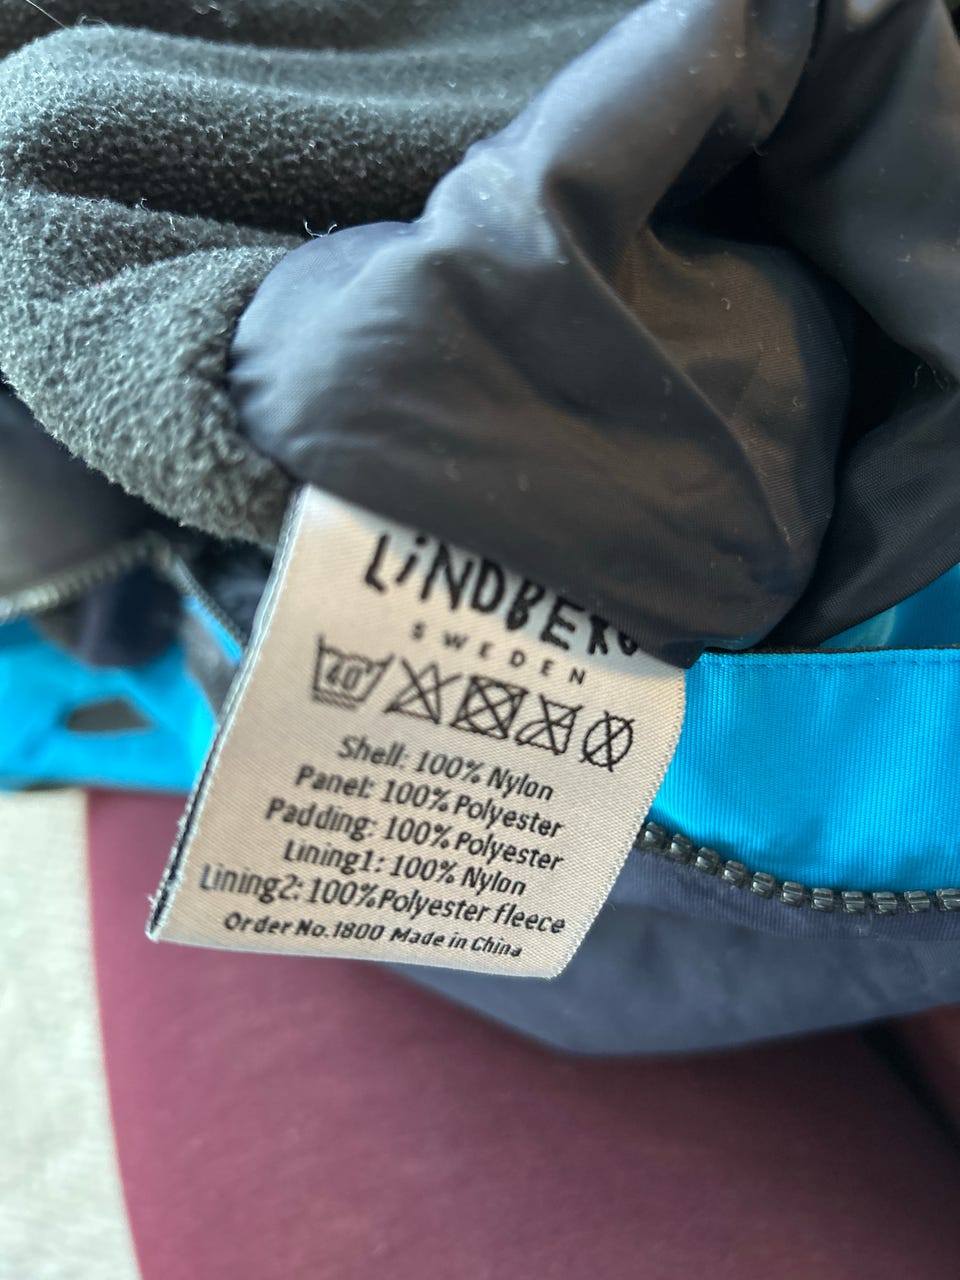 LiNDBERG
SWEDEN
40°
Shell: 100% Nylon
Panel: 100% Polyester
Padding: 100% Polyester
Lining1: 100% Nylon
Lining2: 100%Polyester fleece
Order No.1800 Made in China